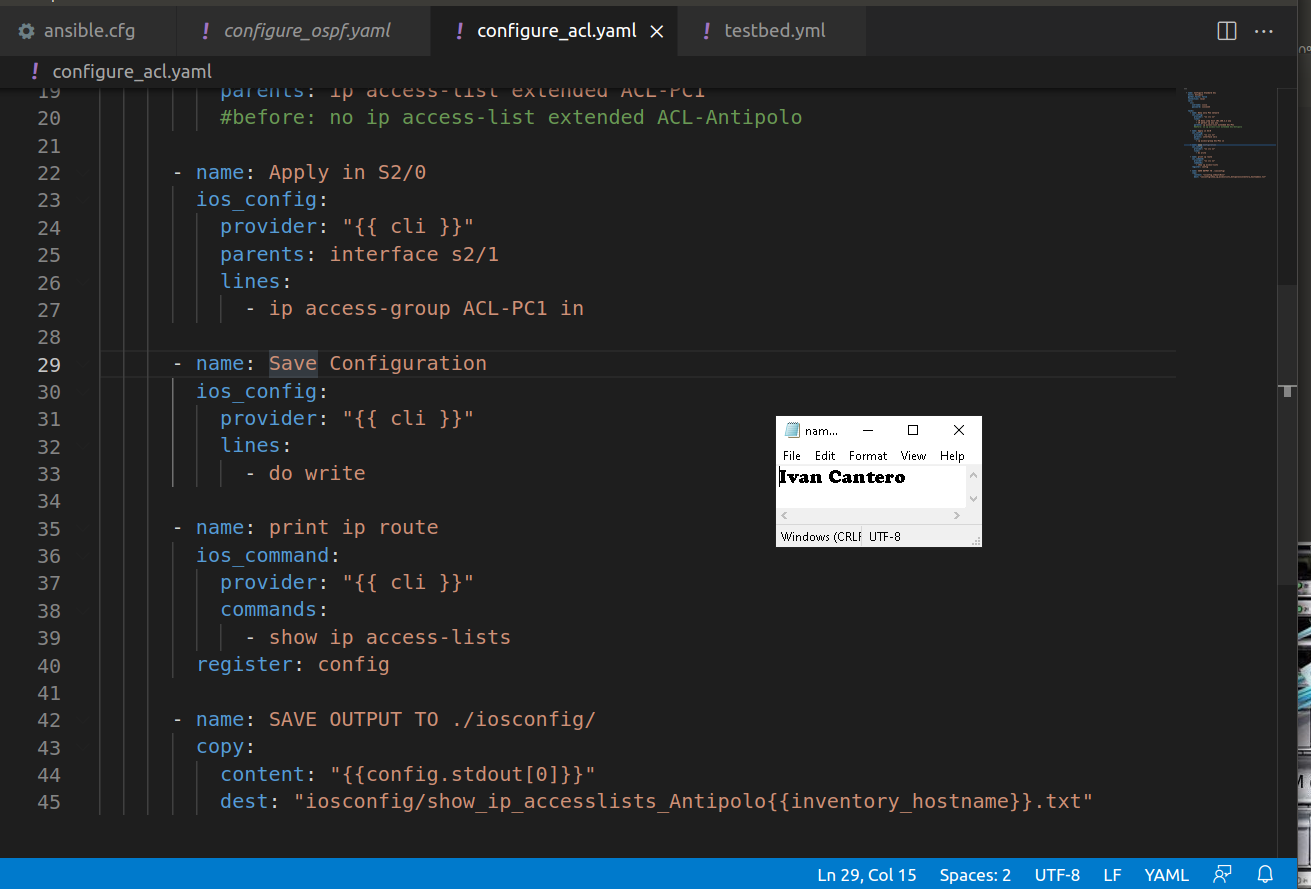 ansible.cfg
configure_ospf.yaml
configure_acl.yaml
testbed.yml
configure_acl.yaml
19 parents: ip access-list extended ACL-PC1
20 #before: no ip access-list extended ACL-Antipolo
21
22 - name: Apply in S2/0
23 ios_config:
24 provider: "{{ cli }}"
25 parents: interface s2/1
26 lines:
27 - ip access-group ACL-PC1 in
28
29 - name: Save Configuration
30 ios_config:
31 provider: "{{ cli }}"
32 lines:
33 - do write
34
35 - name: print ip route
36 ios_command:
37 provider: "{{ cli }}"
38 commands:
39 - show ip access-lists
40 register: config
41
42 - name: SAVE OUTPUT TO ./iosconfig/
43 copy:
44 content: "{{config.stdout[0]}}"
45 dest: "iosconfig/show_ip_accesslists_Antipolo{{inventory_hostname}}.txt"
nam...
File Edit Format View Help
Ivan Cantero
Windows (CRLF UTF-8
Ln 29, Col 15 Spaces: 2 UTF-8 LF YAML